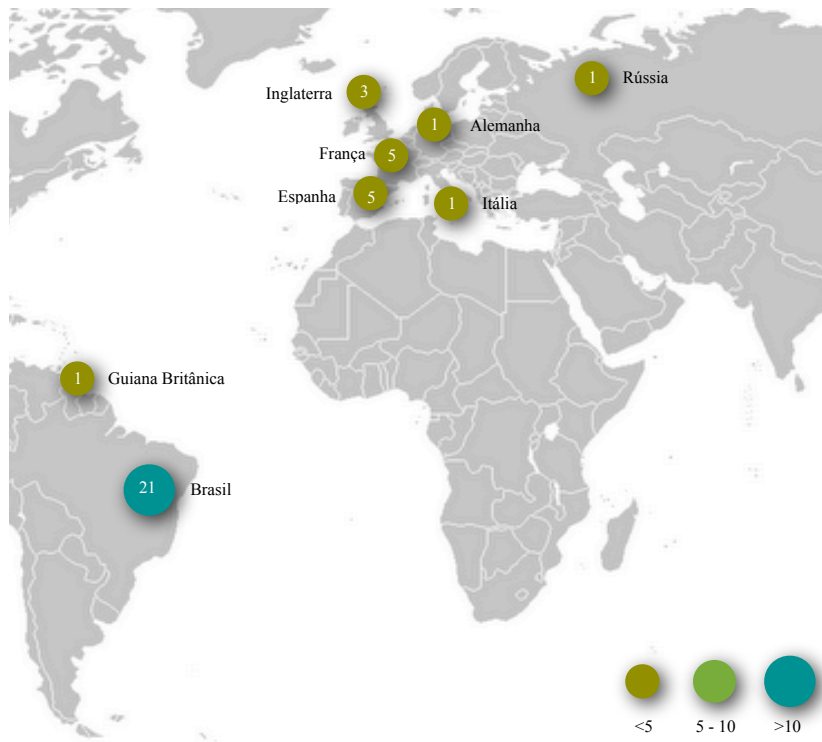 1 Rússia
Inglaterra 3
1 Alemanha
França 5
Espanha 5
1 Itália
1 Guiana Britânica
21 Brasil
<5 5 - 10 >10